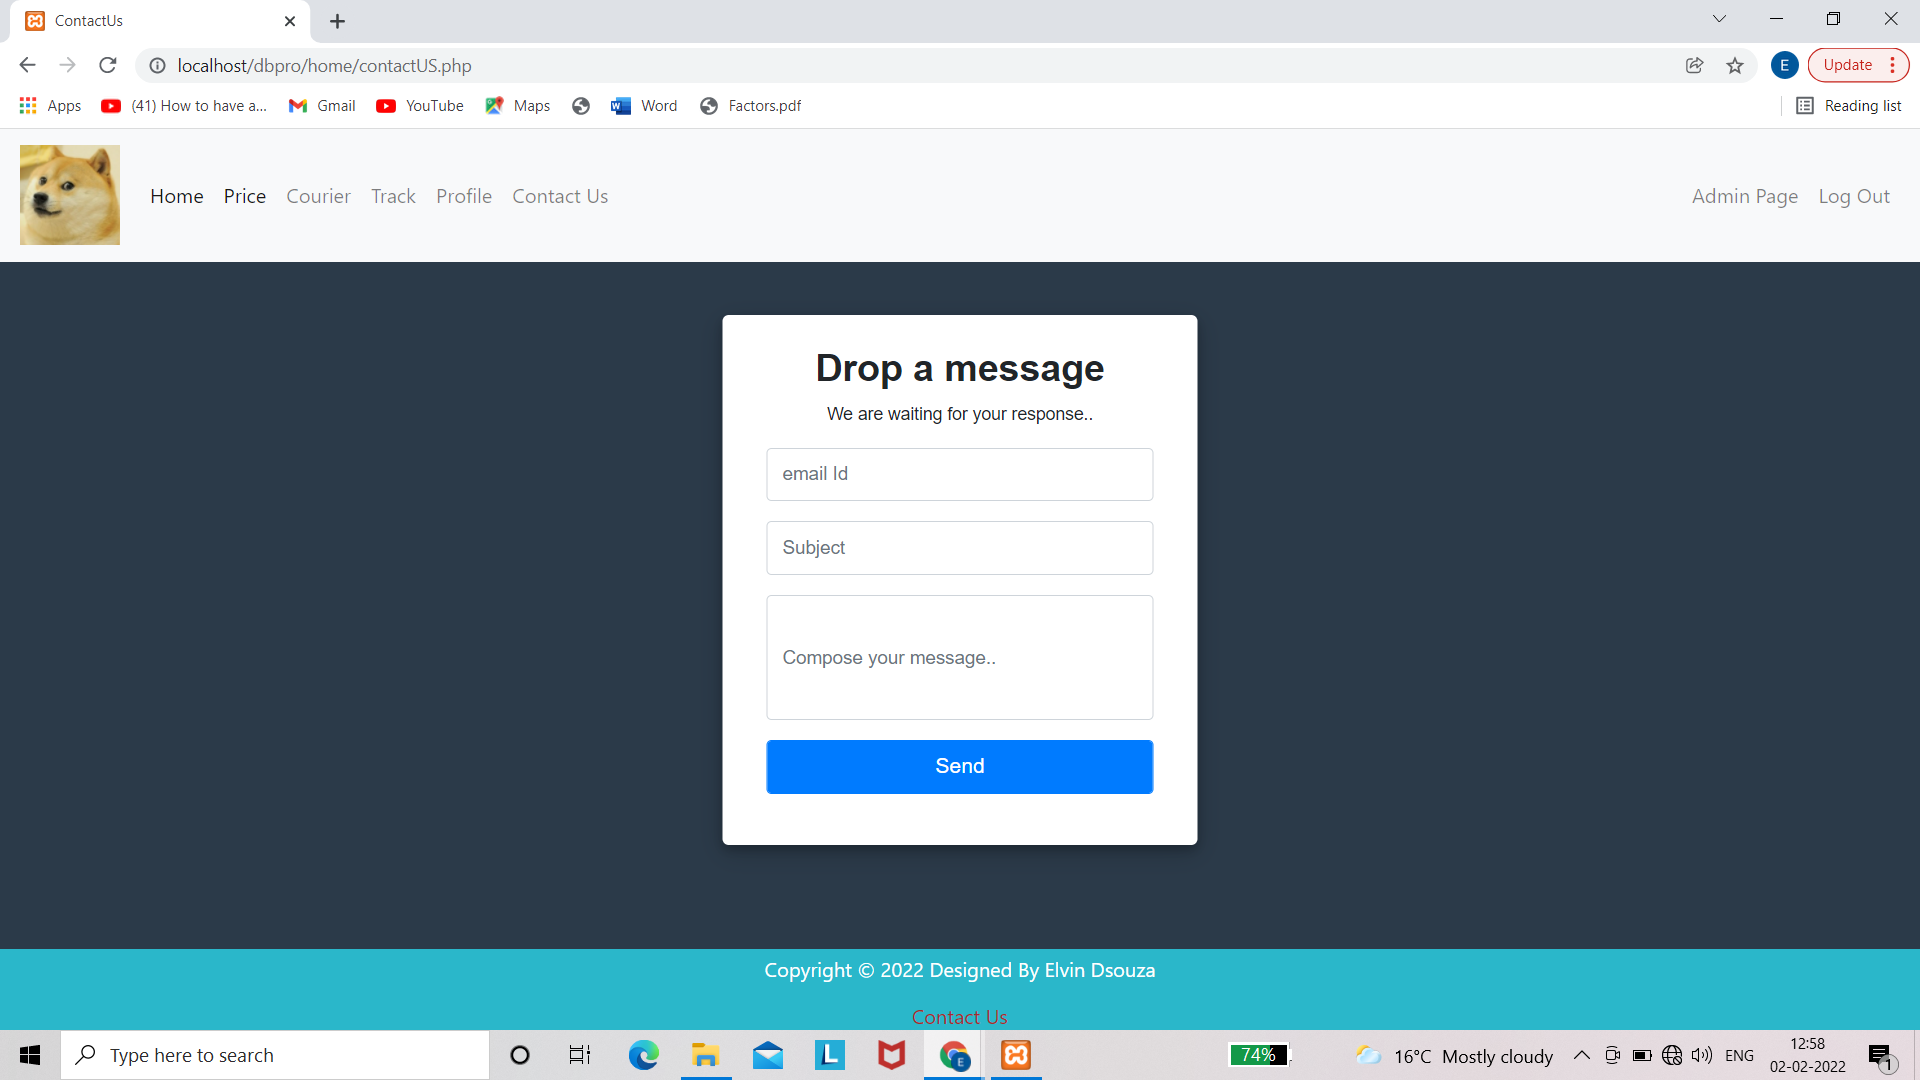 ContactUs
localhost/dbpro/home/contactUS.php
E
Update
Apps
(41) How to have a...
Gmail
YouTube
Maps
Word
Factors.pdf
Reading list
Home Price Courier Track Profile Contact Us
Admin Page Log Out
Drop a message
We are waiting for your response..
email Id
Subject
Compose your message..
Send
Copyright © 2022 Designed By Elvin Dsouza
Contact Us
Type here to search
L
E
74%
16°C Mostly cloudy
ENG
12:58
02-02-2022
1